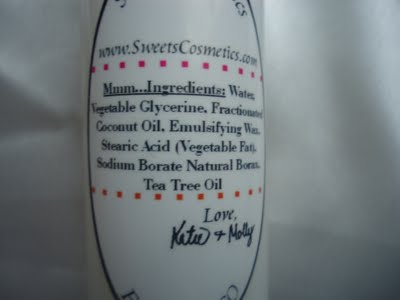 www.SweetsCosmetics.com
Mmm...Ingredients: Water,
Vegetable Glycerine, Fractionated
Coconut Oil, Emulsifying Wax,
Stearic Acid (Vegetable Fat),
Sodium Borate Natural Borax,
Tea Tree Oil
Love,
Katie + Molly